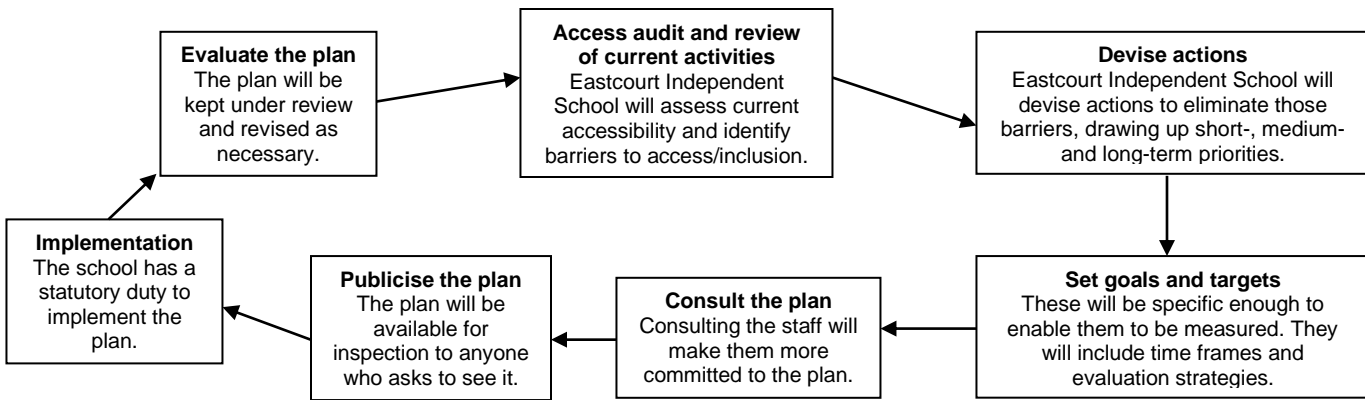 Evaluate the plan
The plan will be
kept under review
and revised as
necessary.
Access audit and review
of current activities
Eastcourt Independent
School will assess current
accessibility and identify
barriers to access/inclusion.
Devise actions
Eastcourt Independent School will
devise actions to eliminate those
barriers, drawing up short-, medium-
and long-term priorities.
Set goals and targets
These will be specific enough to
enable them to be measured. They
will include time frames and
evaluation strategies.
Consult the plan
Consulting the staff will
make them more
committed to the plan.
Publicise the plan
The plan will be
available for
inspection to anyone
who asks to see it.
Implementation
The school has a
statutory duty to
implement the
plan.